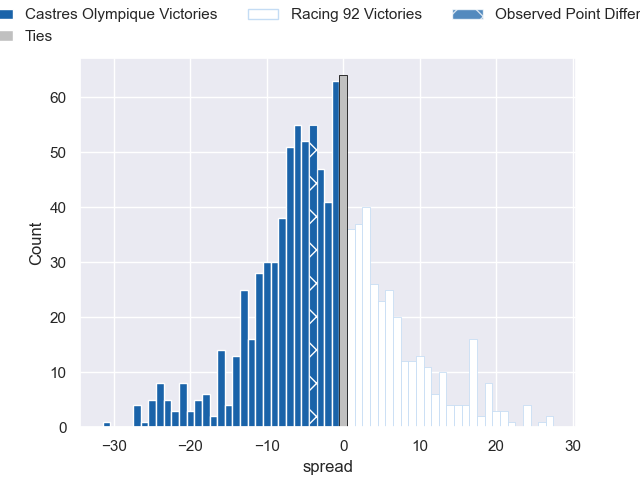 Castres Olympique Victories
Racing 92 Victories
Observed Point Differ
Ties
60
50
40
30
20
10
0
Count
−30 −20 −10 0 10 20 30
spread